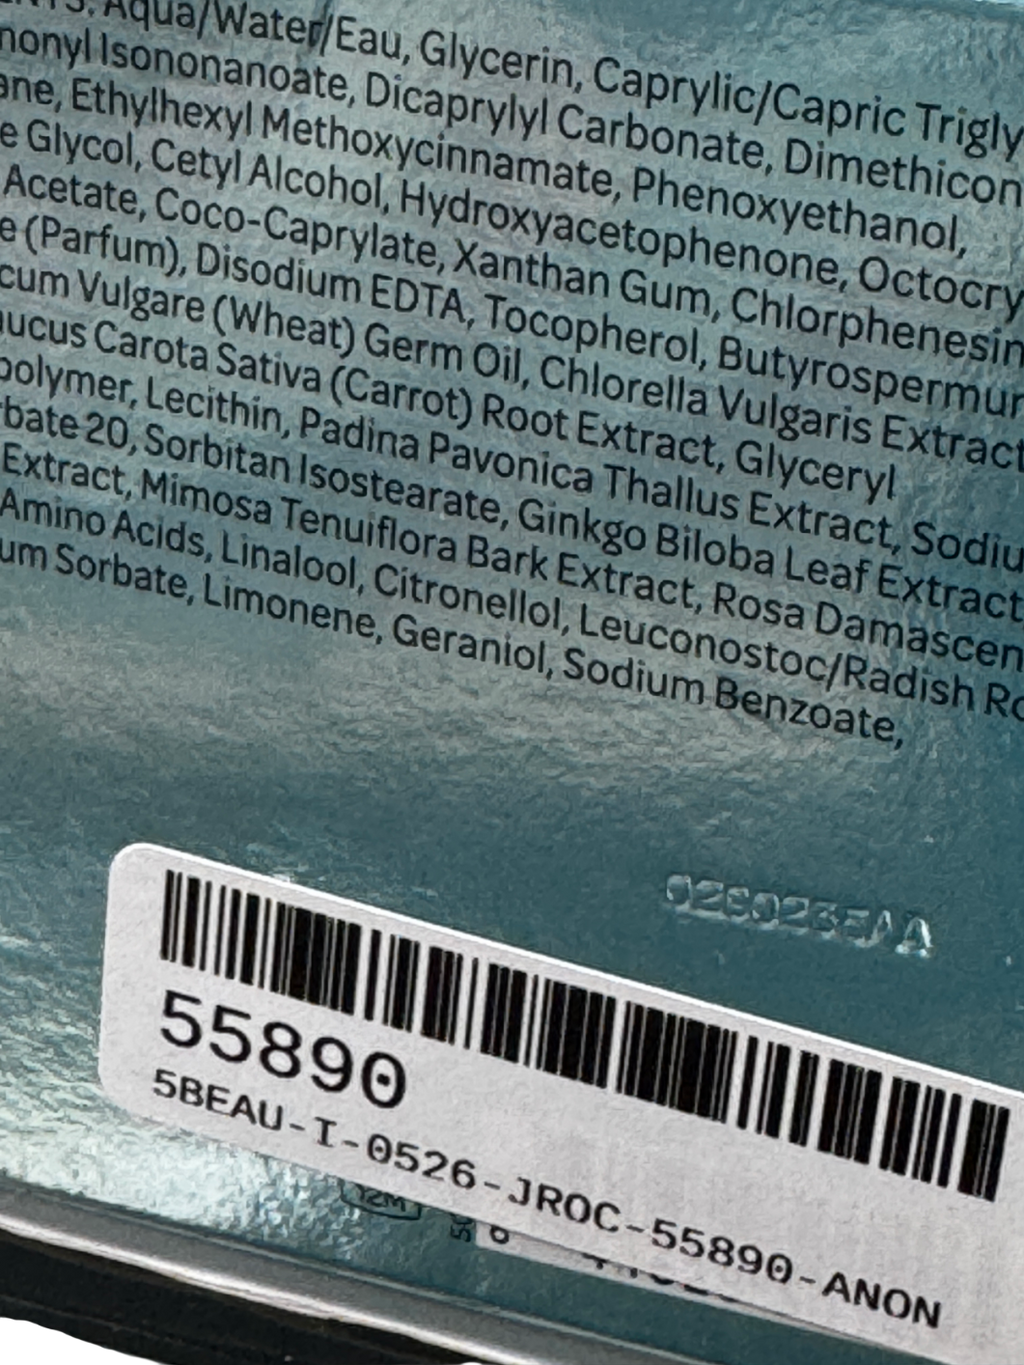 Aqua/Water/Eau, Glycerin, Caprylic/Capric Trigly
nonyl Isononanoate, Dicaprylyl Carbonate, Dimethicon
ane, Ethylhexyl Methoxycinnamate, Phenoxyethanol,
e Glycol, Cetyl Alcohol, Hydroxyacetophenone, Octocry
Acetate, Coco-Caprylate, Xanthan Gum, Chlorphenesin
e (Parfum), Disodium EDTA, Tocopherol, Butyrospermum
cum Vulgare (Wheat) Germ Oil, Chlorella Vulgaris Extract
aucus Carota Sativa (Carrot) Root Extract, Glyceryl
polymer, Lecithin, Padina Pavonica Thallus Extract, Sodiu
rbate 20, Sorbitan Isostearate, Ginkgo Biloba Leaf Extract
Extract, Mimosa Tenuiflora Bark Extract, Rosa Damascen
Amino Acids, Linalool, Citronellol, Leuconostoc/Radish Ro
um Sorbate, Limonene, Geraniol, Sodium Benzoate,
55890
5BEAU-I-0526-JROC-55890-ANON
12M